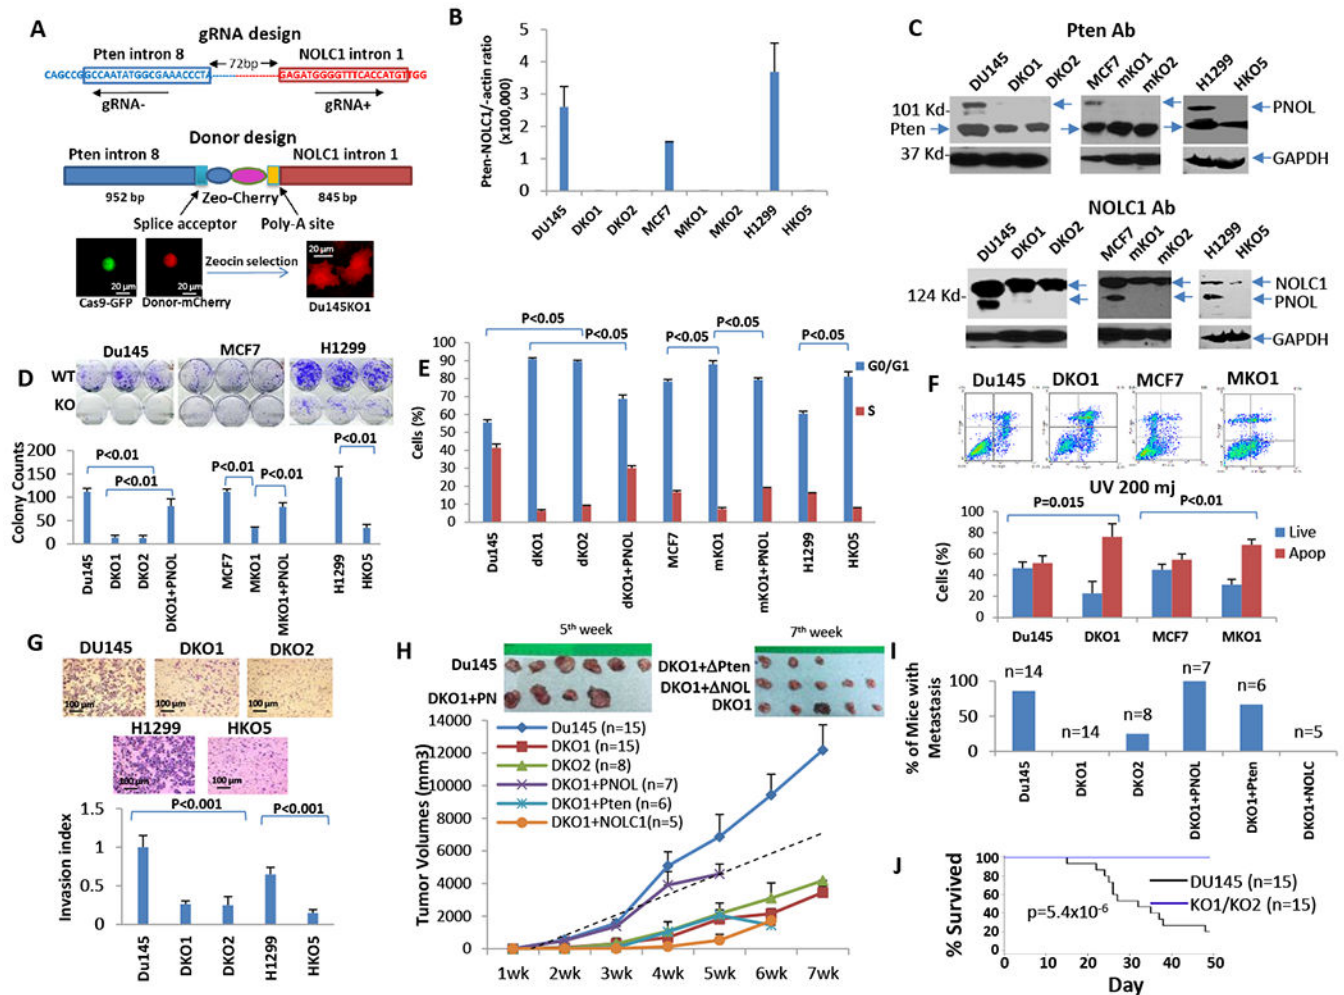 A
gRNA design
Pten intron 8
NOLC1 intron 1
72bp
CAGCCGGCCAATATGGCGAAACCCTA
GAGATGGGGTTTCACCATGTTGG
gRNA-
gRNA+
Donor design
Pten intron 8
NOLC1 intron 1
952 bp
Zeo-Cherry
845 bp
Splice acceptor
Poly-A site
Zeocin selection
20 µm
20 µm
20 µm
Cas9-GFP
Donor-mCherry
Du145KO1
B
Pten-NOLC1/-actin ratio
(x100,000)
5
4
3
2
1
0
DU145
DKO1
DKO2
MCF7
MKO1
MKO2
H1299
HKO5
C
Pten Ab
DU145
DKO1
DKO2
MCF7
mKO1
mKO2
H1299
HKO5
101 Kd-
PNOL
Pten
37 Kd-
GAPDH
NOLC1 Ab
DU145
DKO1
DKO2
MCF7
mKO1
mKO2
H1299
HKO5
124 Kd-
NOLC1
PNOL
GAPDH
D
Du145
MCF7
H1299
WT
KO
Colony Counts
200
150
100
50
0
P<0.01
P<0.01
P<0.01
P<0.01
P<0.01
Du145
DKO1
DKO2
DKO1+PNOL
MCF7
MKO1
MKO1+PNOL
H1299
HKO5
E
P<0.05
P<0.05
P<0.05
P<0.05
P<0.05
Cells (%)
100
90
80
70
60
50
40
30
20
10
0
G0/G1
S
Du145
dKO1
dKO2
dKO1+PNOL
MCF7
mKO1
mKO1+PNOL
H1299
HKO5
F
Du145
DKO1
MCF7
MKO1
UV 200 mj
P=0.015
P<0.01
Cells (%)
100
80
60
40
20
0
Live
Apop
Du145
DKO1
MCF7
MKO1
G
DU145
DKO1
DKO2
100 µm
100 µm
100 µm
H1299
HKO5
100 µm
100 µm
P<0.001
P<0.001
Invasion index
1.5
1
0.5
0
Du145
DKO1
DKO2
H1299
HKO5
H
5th week
7th week
Du145
DKO1+PN
DKO1+ΔPten
DKO1+ΔNOL
DKO1
Tumor Volumes (mm3)
14000
12000
10000
8000
6000
4000
2000
0
Du145 (n=15)
DKO1 (n=15)
DKO2 (n=8)
DKO1+PNOL (n=7)
DKO1+Pten (n=6)
DKO1+NOLC1(n=5)
1wk
2wk
3wk
4wk
5wk
6wk
7wk
I
% of Mice with
Metastasis
100
50
0
n=14
n=14
n=8
n=7
n=6
n=5
Du145
DKO1
DKO2
DKO1+PNOL
DKO1+Pten
DKO1+NOLC
J
% Survived
100
80
60
40
20
0
DU145 (n=15)
KO1/KO2 (n=15)
p=5.4x10-6
0
10
20
30
40
50
Day